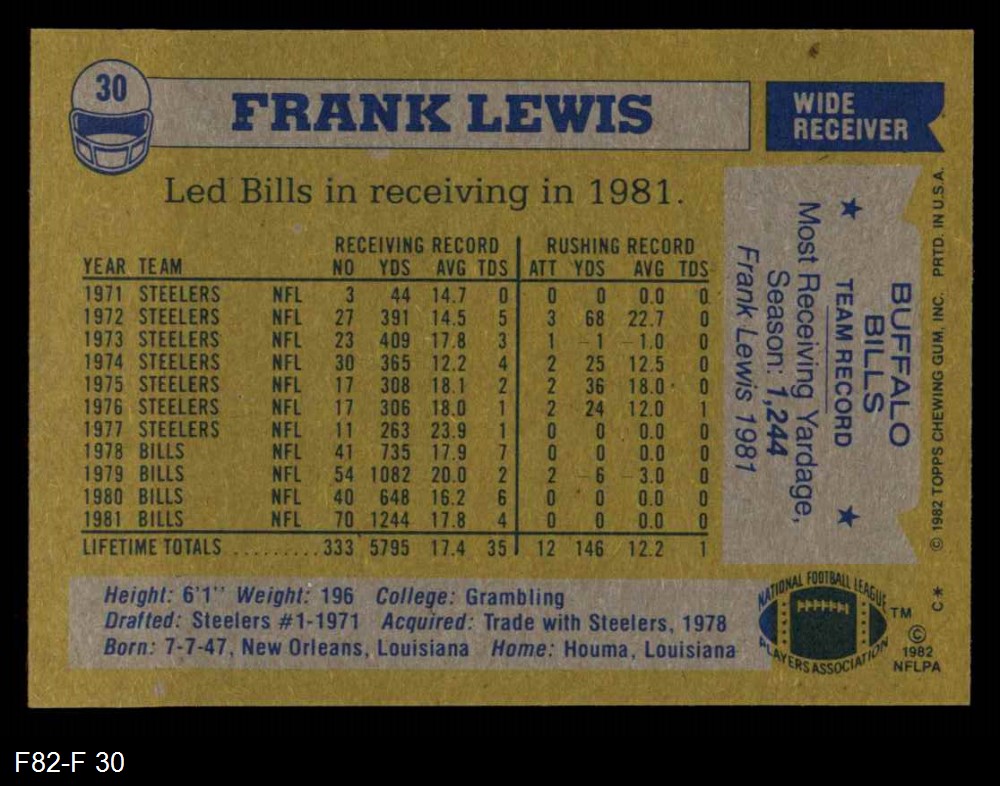 30
FRANK LEWIS
WIDE
RECEIVER
Led Bills in receiving in 1981.
RECEIVING RECORD RUSHING RECORD
YEAR TEAM NO YDS AVG TDS ATT YDS AVG TDS
1971 STEELERS NFL 3 44 14.7 0 0 0 0.0 0
1972 STEELERS NFL 27 391 14.5 5 3 68 22.7 0
1973 STEELERS NFL 23 409 17.8 3 1 -1 -1.0 0
1974 STEELERS NFL 30 365 12.2 4 2 25 12.5 0
1975 STEELERS NFL 17 308 18.1 2 2 36 18.0 0
1976 STEELERS NFL 17 306 18.0 1 2 24 12.0 1
1977 STEELERS NFL 11 263 23.9 1 0 0 0.0 0
1978 BILLS NFL 41 735 17.9 7 0 0 0.0 0
1979 BILLS NFL 54 1082 20.0 2 2 -6 -3.0 0
1980 BILLS NFL 40 648 16.2 6 0 0 0.0 0
1981 BILLS NFL 70 1244 17.8 4 0 0 0.0 0
LIFETIME TOTALS ......... 333 5795 17.4 35 12 146 12.2 1
BUFFALO
BILLS
★ TEAM RECORD ★
Most Receiving Yardage,
Season: 1,244
Frank Lewis 1981
© 1982 TOPPS CHEWING GUM, INC. PRTD. IN U.S.A.
C*
Height: 6'1" Weight: 196 College: Grambling
Drafted: Steelers #1-1971 Acquired: Trade with Steelers, 1978
Born: 7-7-47, New Orleans, Louisiana Home: Houma, Louisiana
NATIONAL FOOTBALL LEAGUE
PLAYERS ASSOCIATION
TM
©
1982
NFLPA
F82-F 30